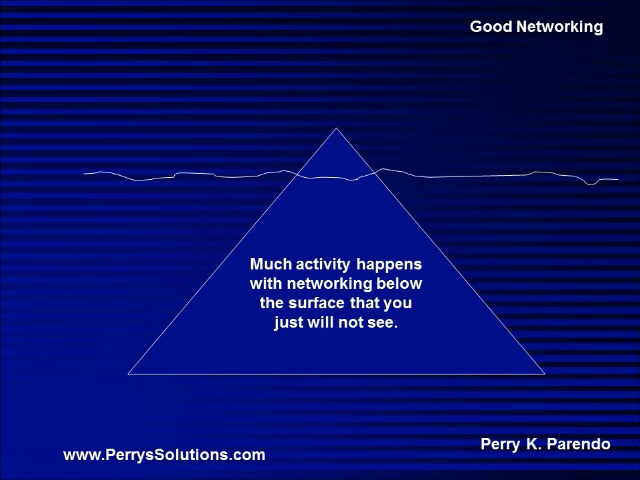 Good Networking
Much activity happens
with networking below
the surface that you
just will not see.
www.PerrysSolutions.com
Perry K. Parendo